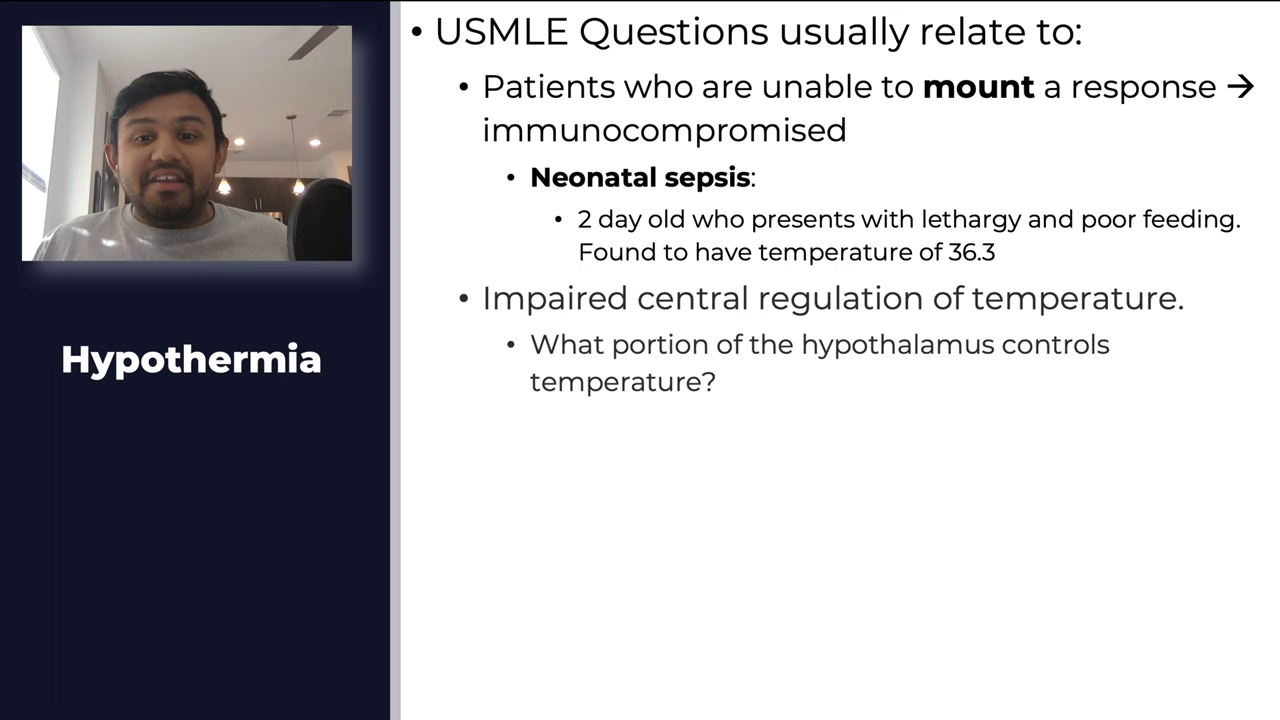 • USMLE Questions usually relate to:
• Patients who are unable to mount a response →
immunocompromised
• Neonatal sepsis:
• 2 day old who presents with lethargy and poor feeding.
Found to have temperature of 36.3
• Impaired central regulation of temperature.
• What portion of the hypothalamus controls
temperature?
Hypothermia